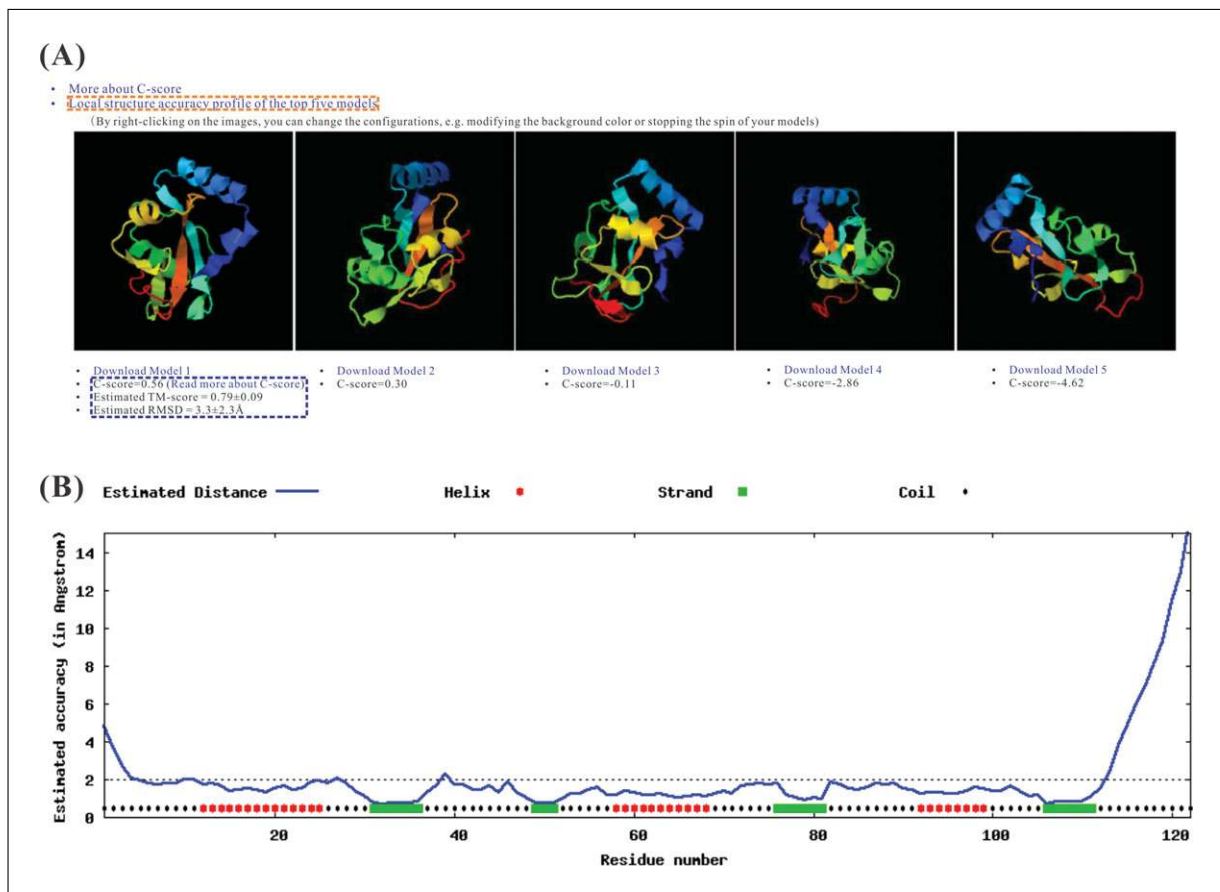 (A)
• More about C-score
• Local structure accuracy profile of the top five models
(By right-clicking on the images, you can change the configurations, e.g. modifying the background color or stopping the spin of your models)
• Download Model 1
• C-score=0.56 (Read more about C-score)
• Estimated TM-score = 0.79±0.09
• Estimated RMSD = 3.3±2.3Å
• Download Model 2
• C-score=0.30
• Download Model 3
• C-score=-0.11
• Download Model 4
• C-score=-2.86
• Download Model 5
• C-score=-4.62
(B)
Estimated Distance Helix Strand Coil
Estimated accuracy (in Angstrom)
14
12
10
8
6
4
2
0
20 40 60 80 100 120
Residue number